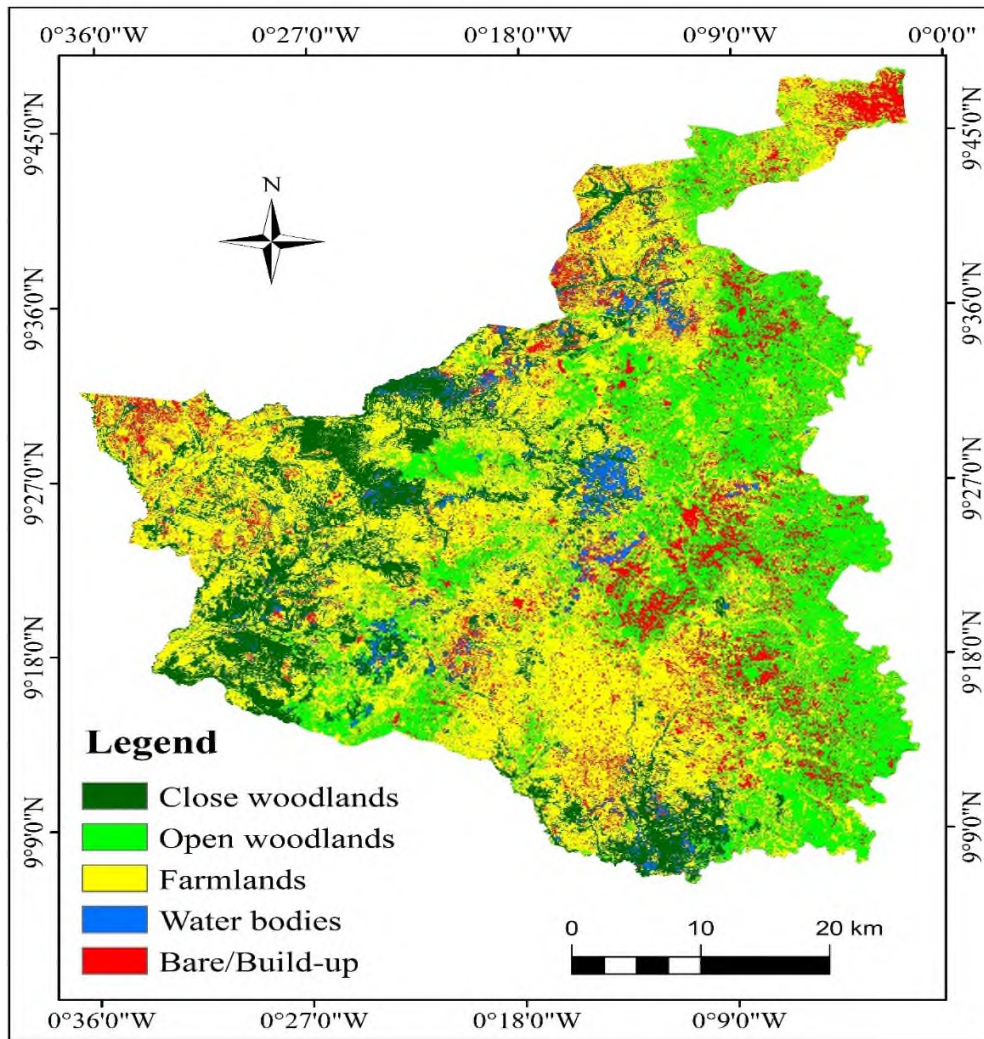 0°36'0"W 0°27'0"W 0°18'0"W 0°9'0"W 0°0'0"
9°45'0"N 9°45'0"N
N
9°36'0"N 9°36'0"N
9°27'0"N 9°27'0"N
9°18'0"N 9°18'0"N
Legend
Close woodlands
Open woodlands
Farmlands
Water bodies
Bare/Build-up
9°9'0"N 9°9'0"N
0 10 20 km
0°36'0"W 0°27'0"W 0°18'0"W 0°9'0"W